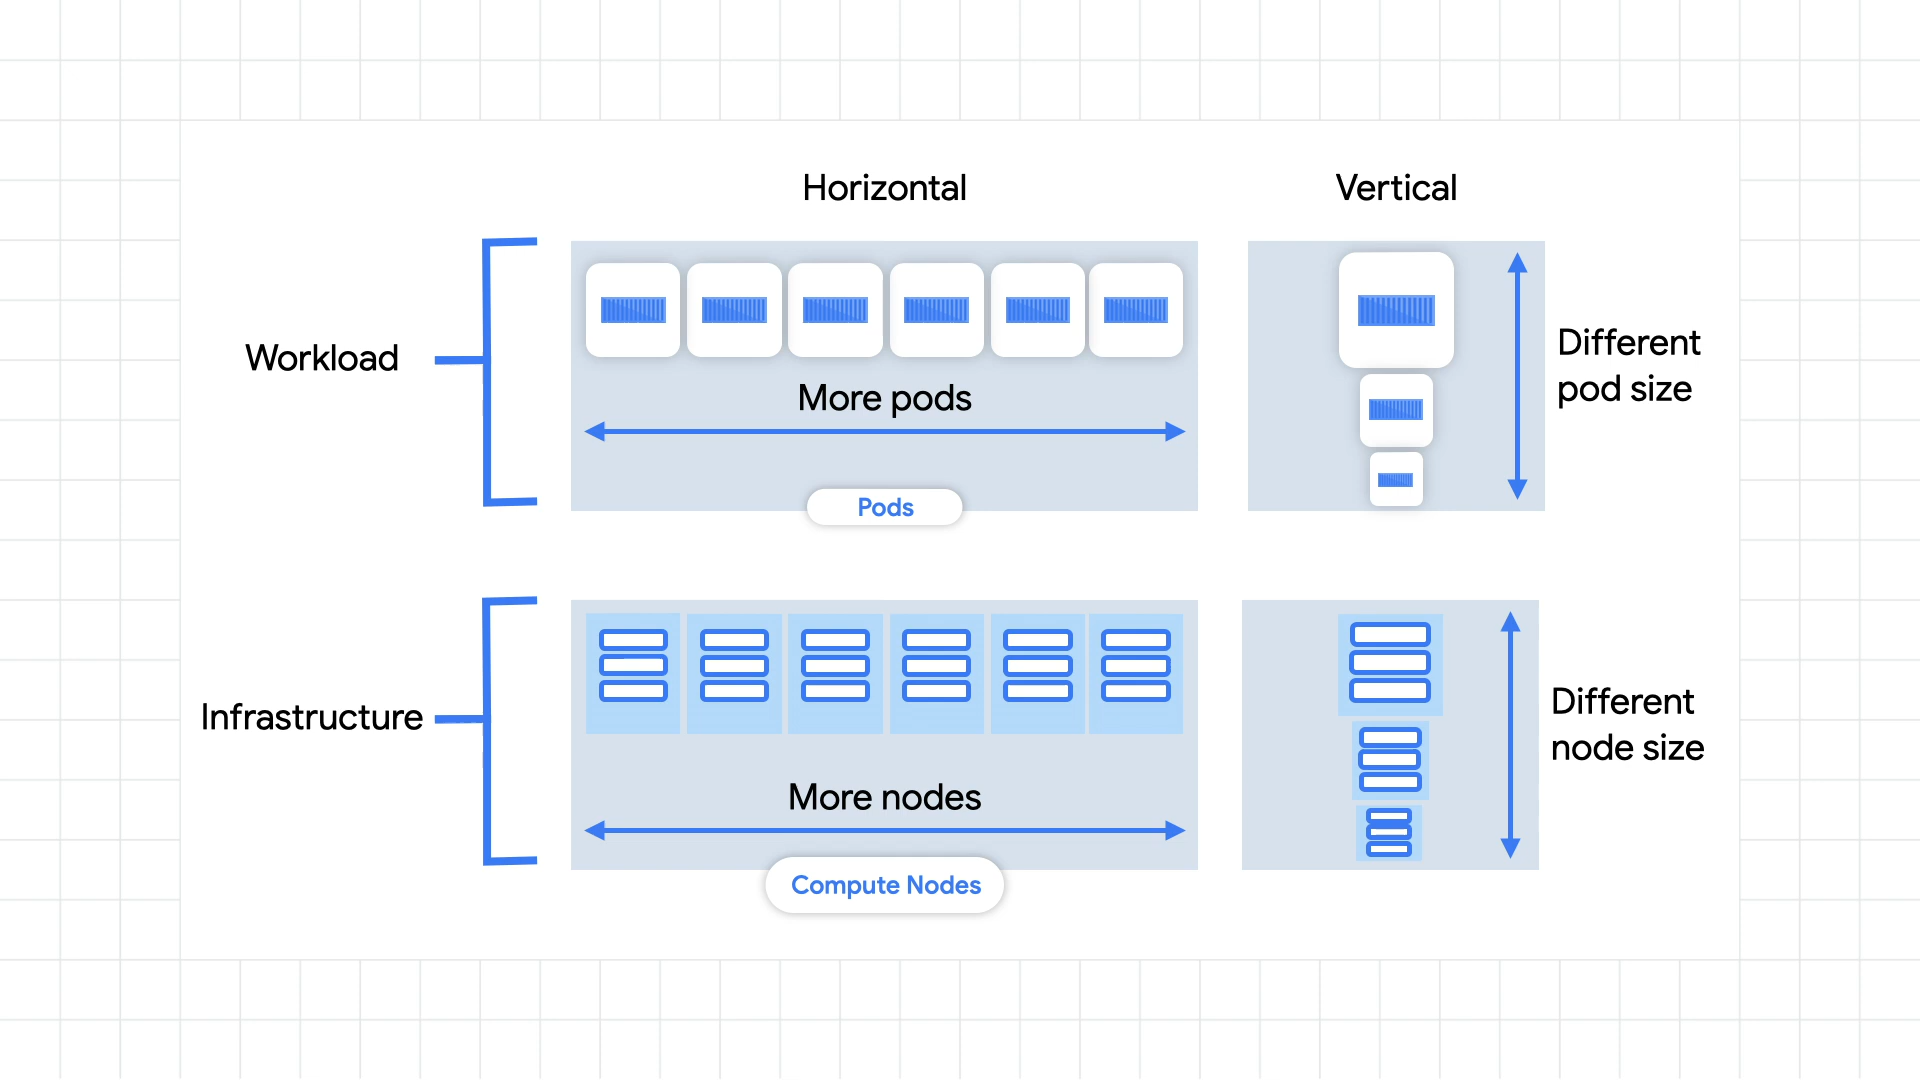 Horizontal
Vertical
Workload
More pods
Pods
Different
pod size
Infrastructure
More nodes
Compute Nodes
Different
node size